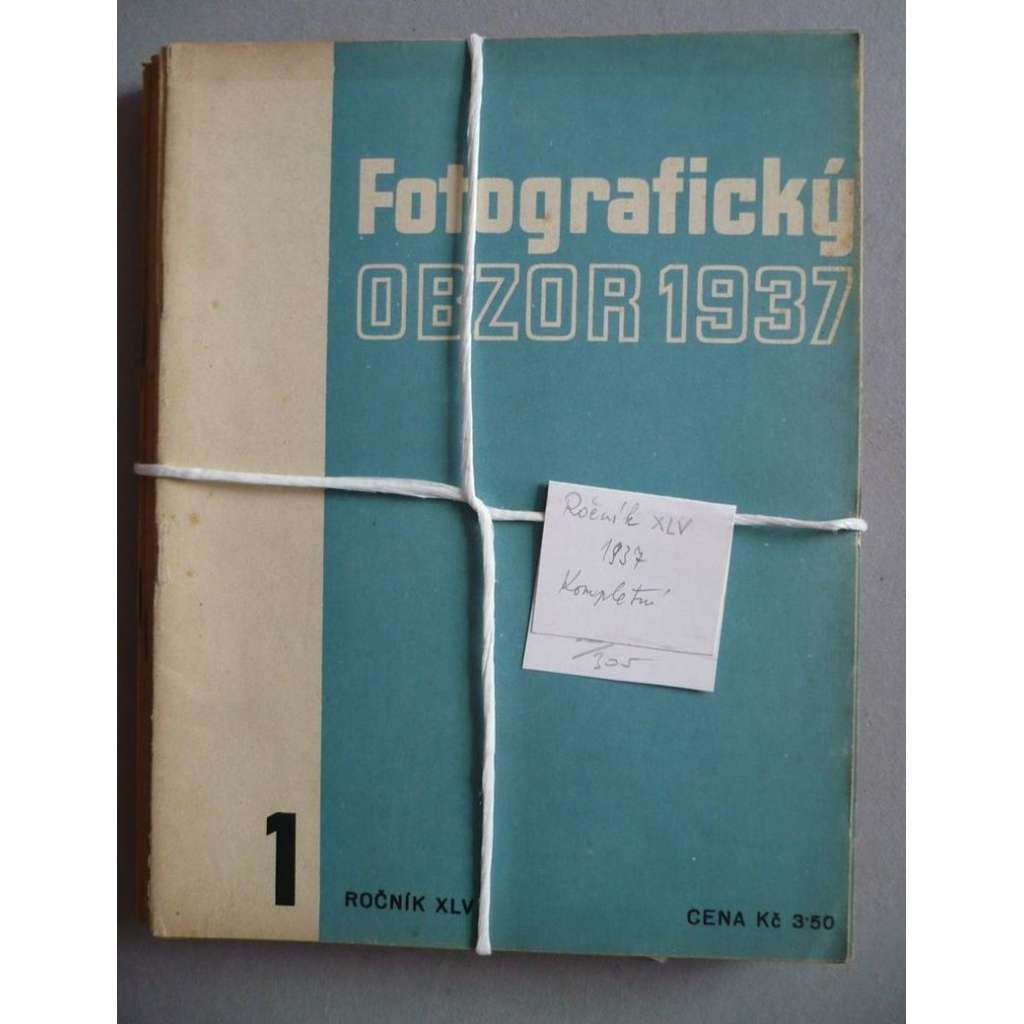 Fotografický
OBZOR 1937
Ročník XLV
1937
Kompletní
305
1
ROČNÍK XLV
CENA Kč 3·50